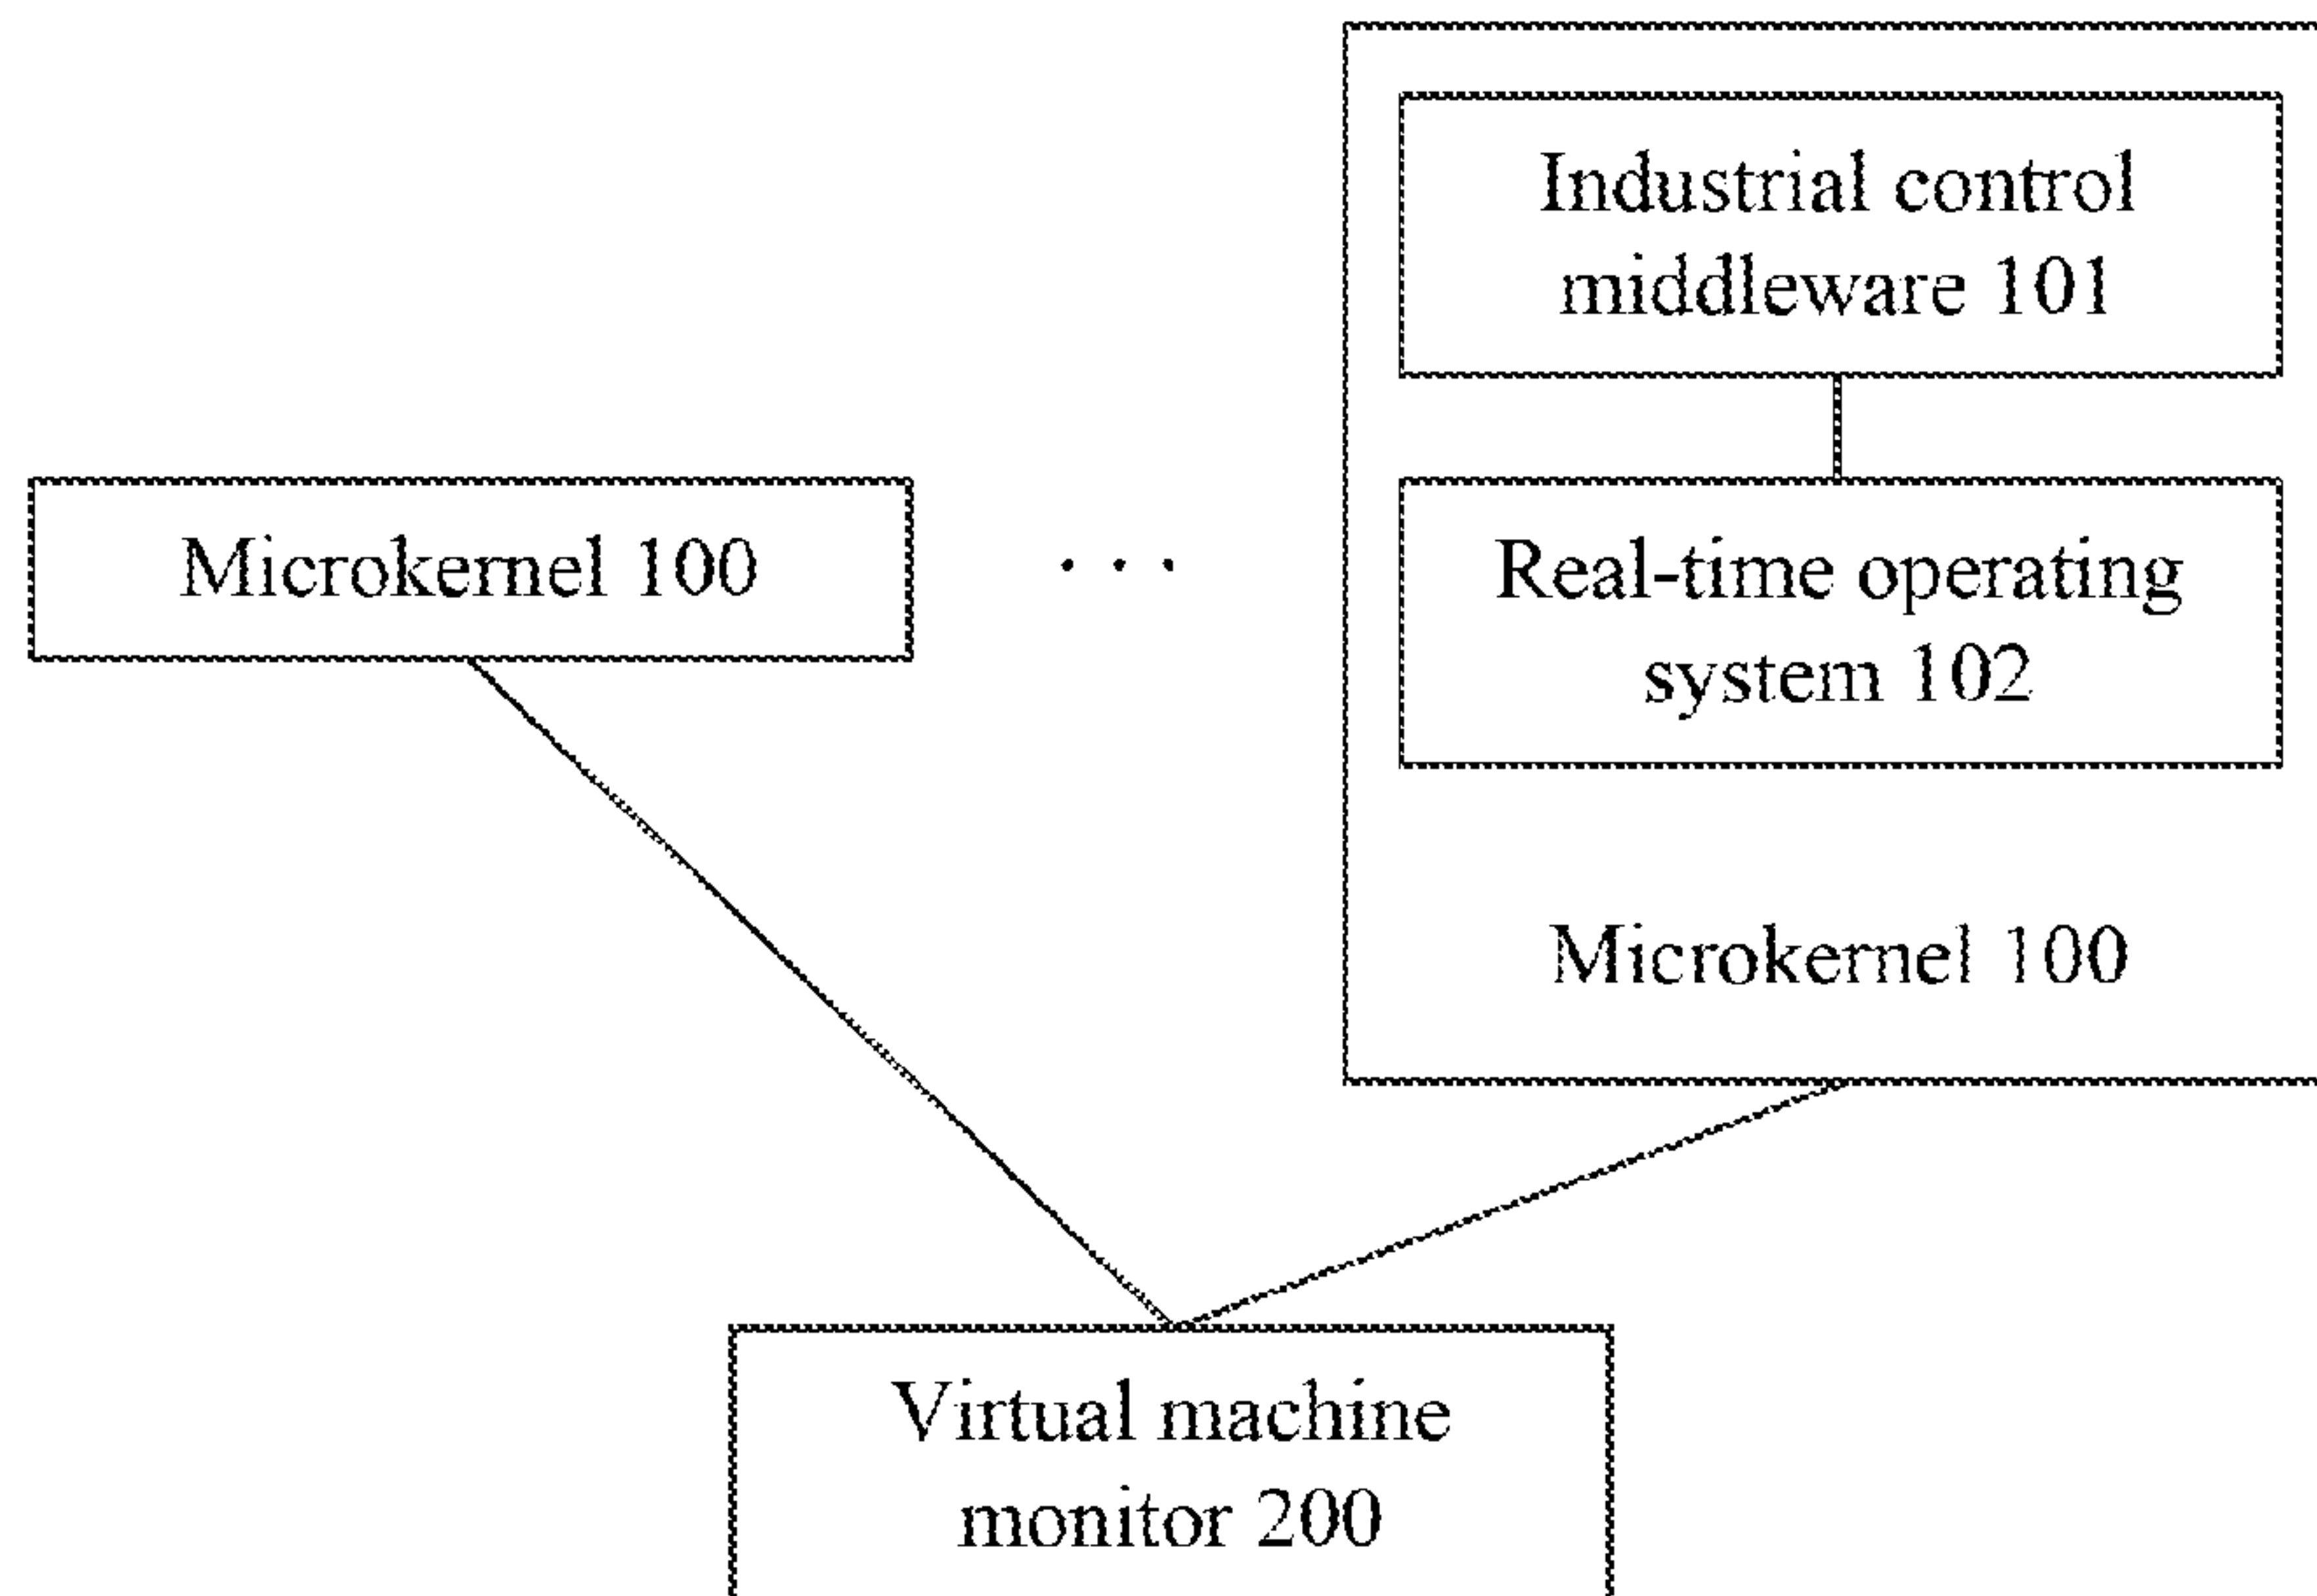 Industrial control
middleware 101
Microkernel 100
. . .
Real-time operating
system 102
Microkernel 100
Virtual machine
monitor 200